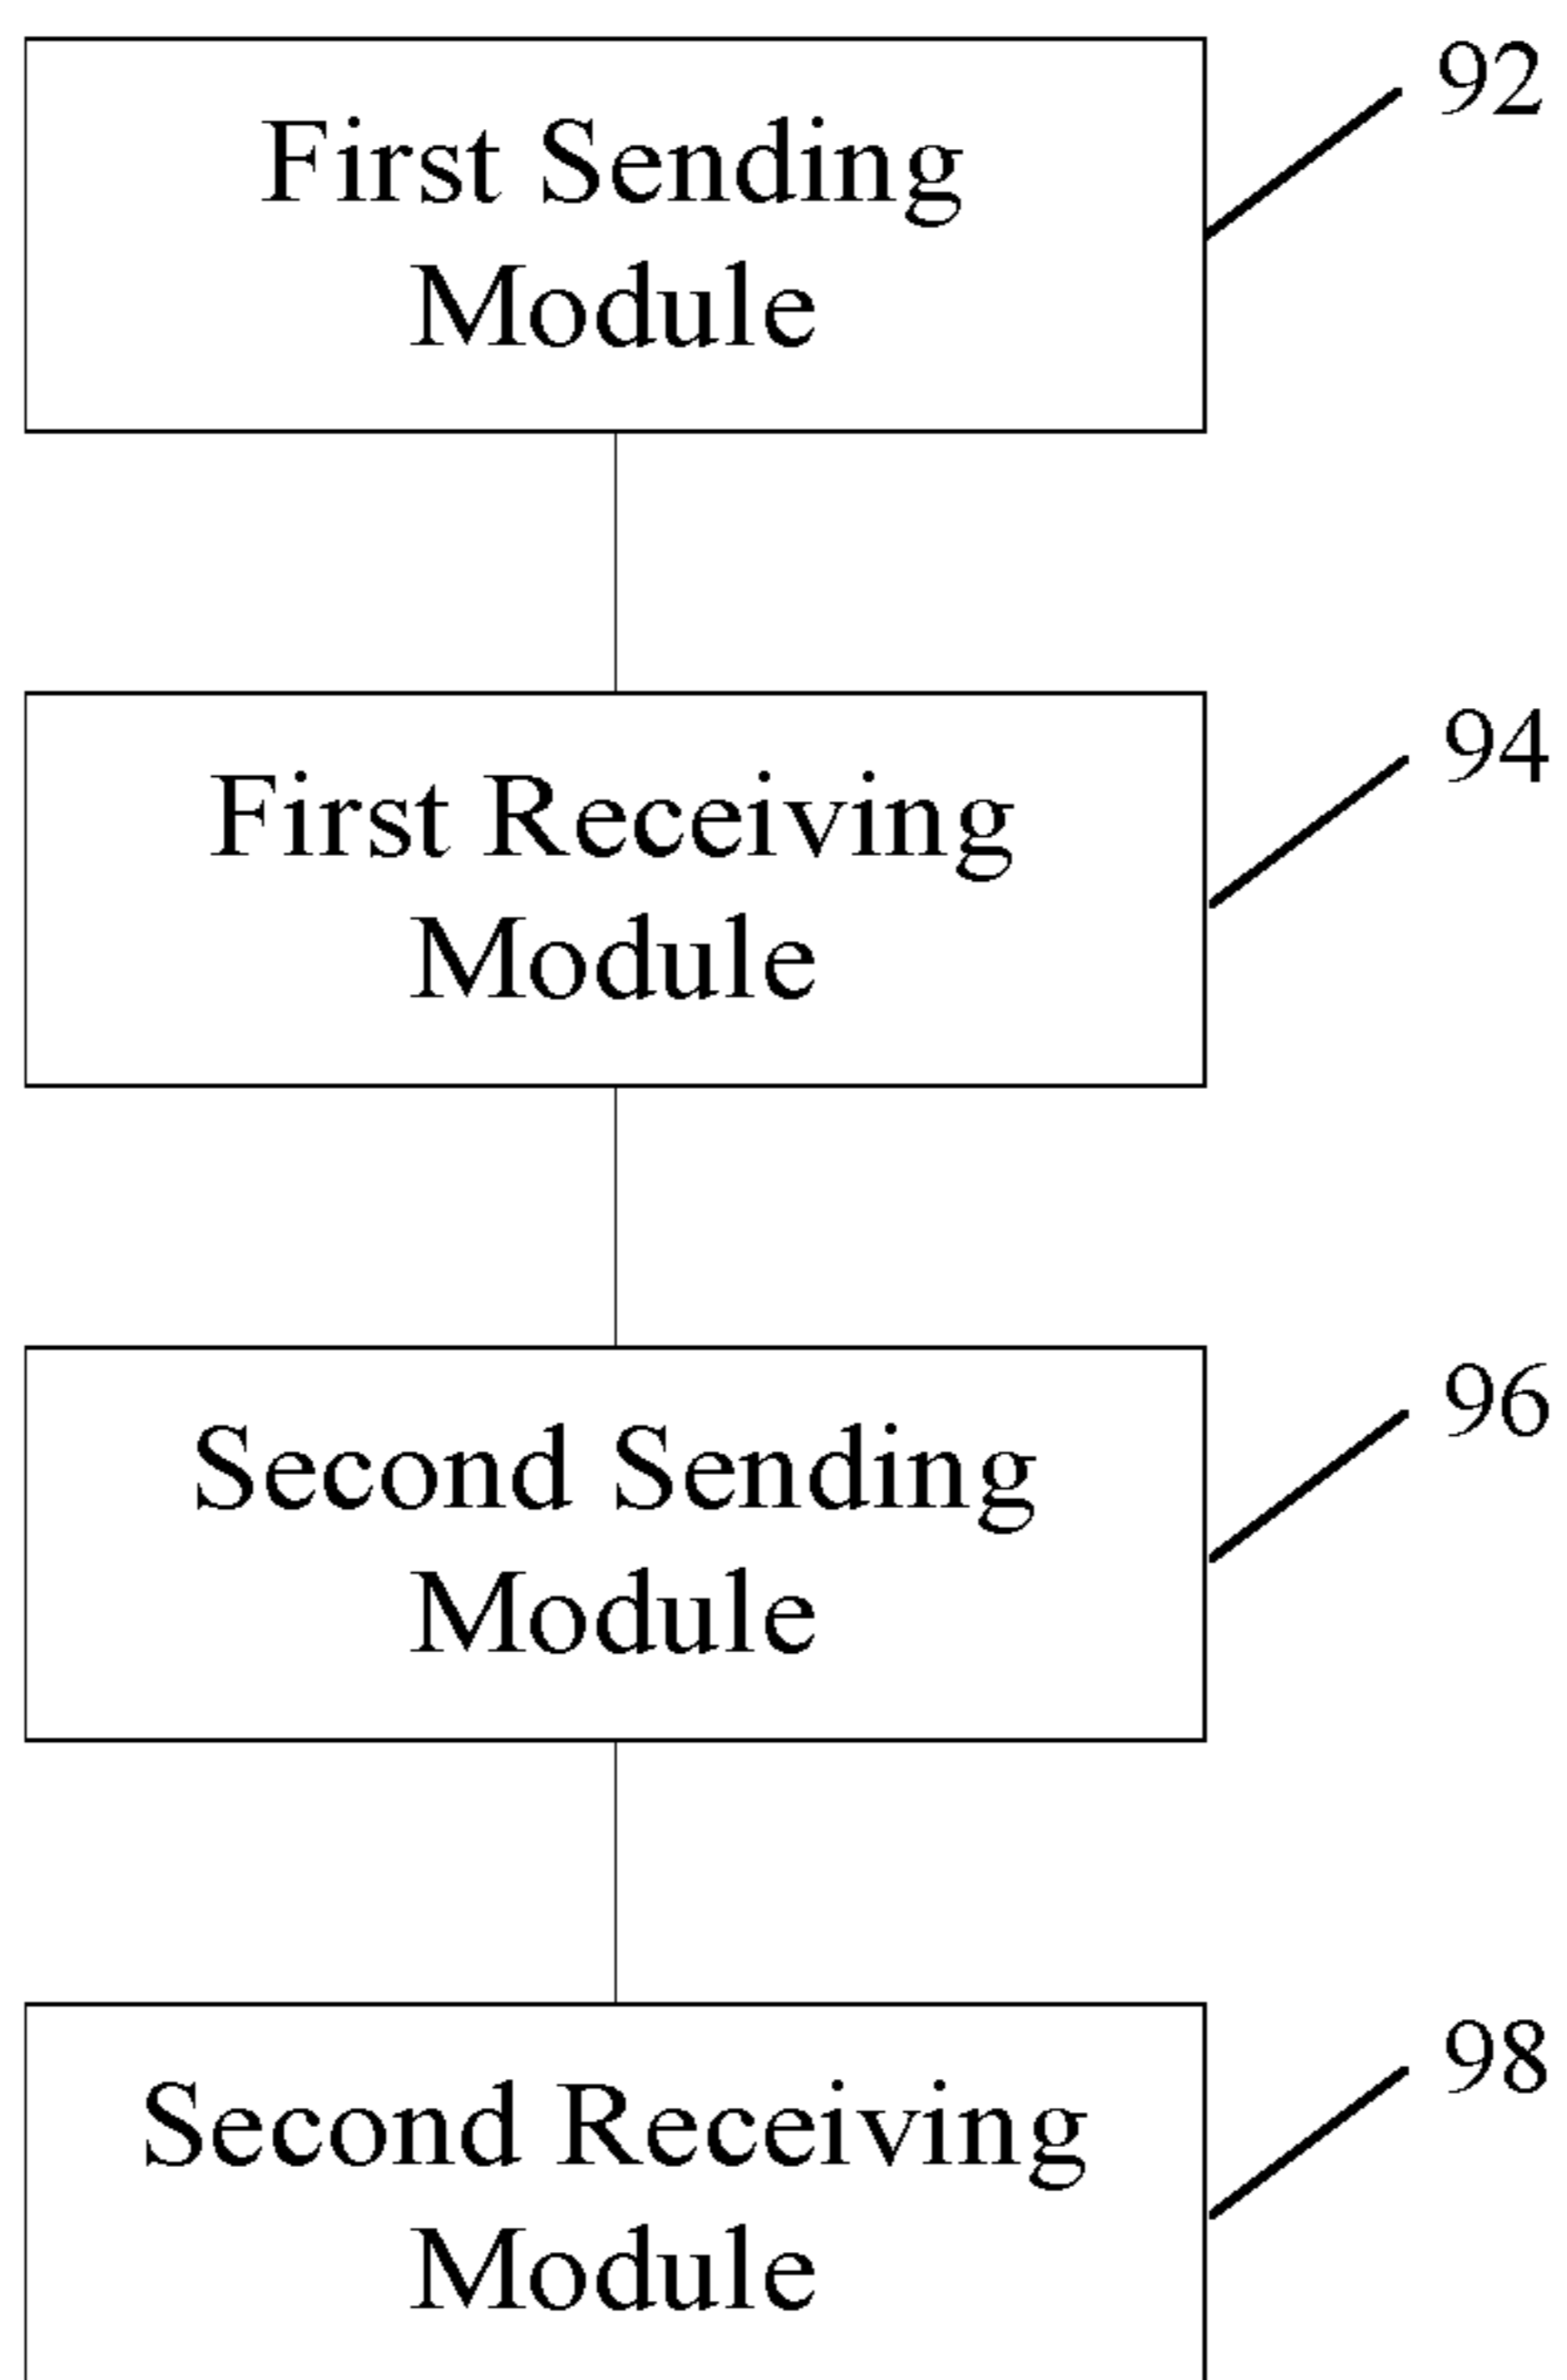 92
First Sending
Module
94
First Receiving
Module
96
Second Sending
Module
98
Second Receiving
Module